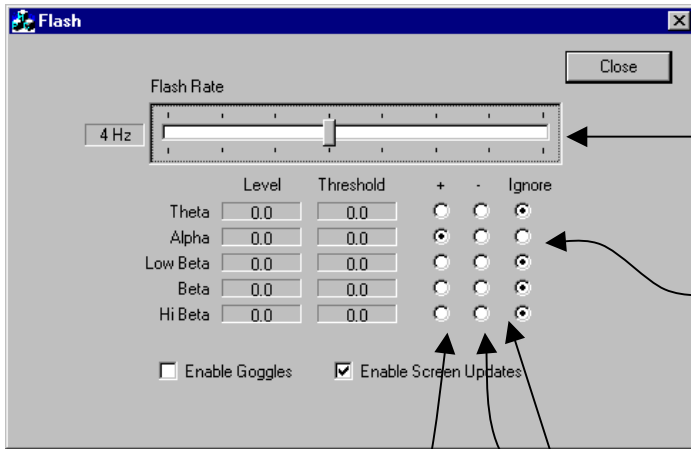 Flash
Close
Flash Rate
4 Hz
Level Threshold + - Ignore
Theta 0.0 0.0
Alpha 0.0 0.0
Low Beta 0.0 0.0
Beta 0.0 0.0
Hi Beta 0.0 0.0
Enable Goggles Enable Screen Updates